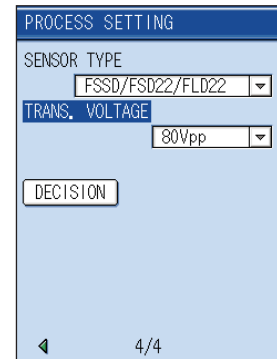 PROCESS SETTING
SENSOR TYPE
FSSD/FSD22/FLD22
TRANS. VOLTAGE
80Vpp
DECISION
4/4